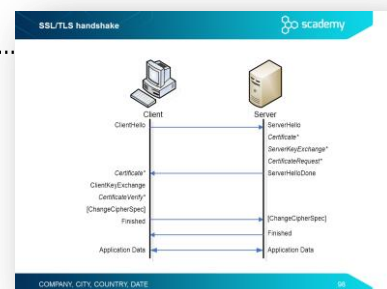 SSL/TLS handshake
scademy
Client
Server
ClientHello
ServerHello
Certificate*
ServerKeyExchange*
CertificateRequest*
Certificate*
ServerHelloDone
ClientKeyExchange
CertificateVerify*
[ChangeCipherSpec]
[ChangeCipherSpec]
Finished
Finished
Application Data
Application Data
COMPANY, CITY, COUNTRY, DATE